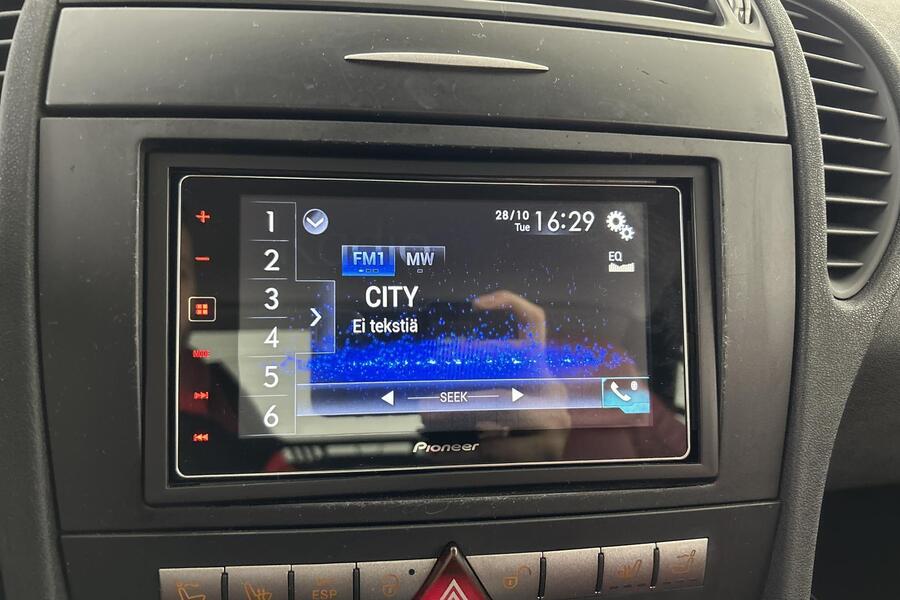 28/10
Tue
16:29
EQ
1
2
3
4
5
6
FM1 MW
CITY
Ei tekstiä
SEEK
Pioneer
ESP